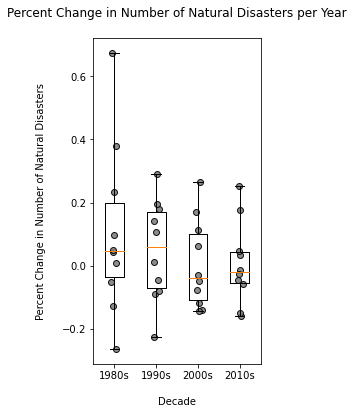 Percent Change in Number of Natural Disasters per Year
Percent Change in Number of Natural Disasters
0.6
0.4
0.2
0.0
−0.2
1980s 1990s 2000s 2010s
Decade